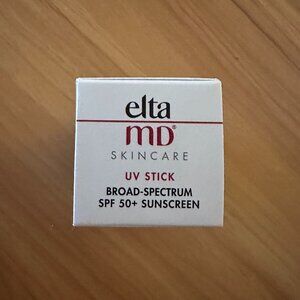 elta
MD®
SKINCARE
UV STICK
BROAD-SPECTRUM
SPF 50+ SUNSCREEN